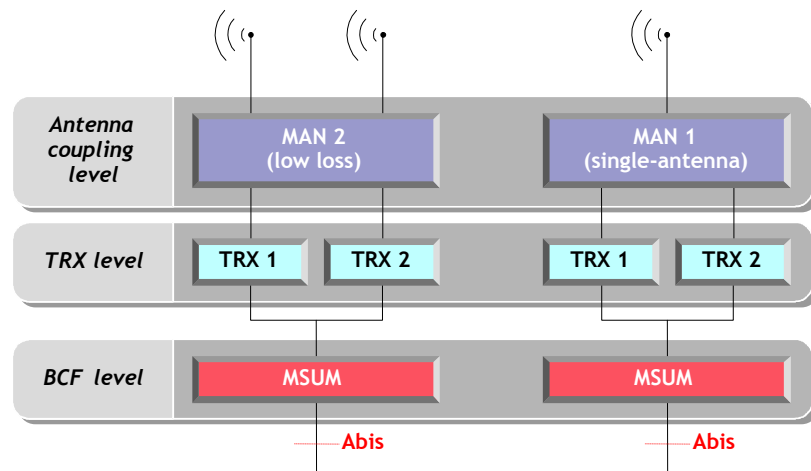 Antenna
coupling
level
MAN 2
(low loss)
MAN 1
(single-antenna)
TRX level
TRX 1
TRX 2
TRX 1
TRX 2
BCF level
MSUM
MSUM
Abis
Abis